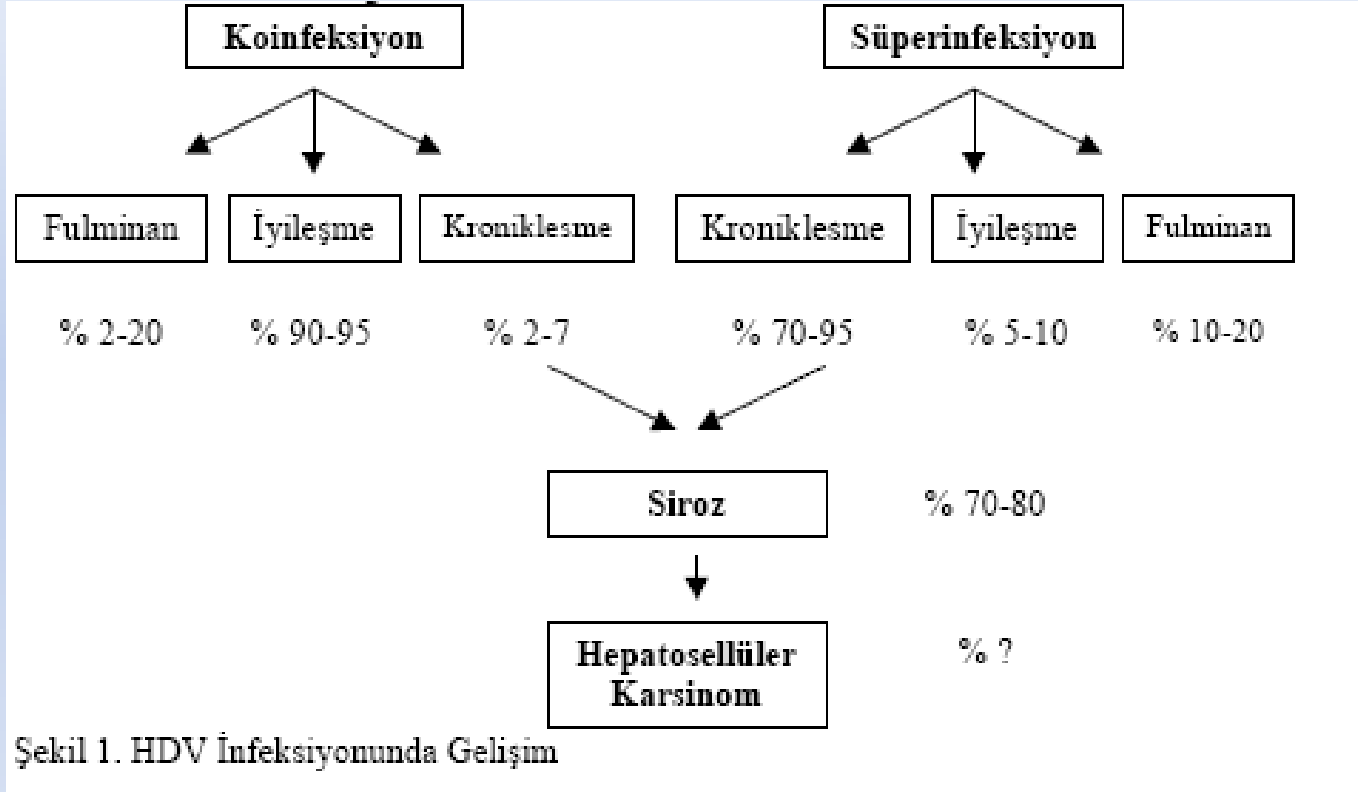 Koinfeksiyon Süperinfeksiyon
Fulminan İyileşme Kroniklesme Kroniklesme İyileşme Fulminan
% 2-20 % 90-95 % 2-7 % 70-95 % 5-10 % 10-20
Siroz % 70-80
Hepatosellüler % ?
Karsinom
Şekil 1. HDV İnfeksiyonunda Gelişim